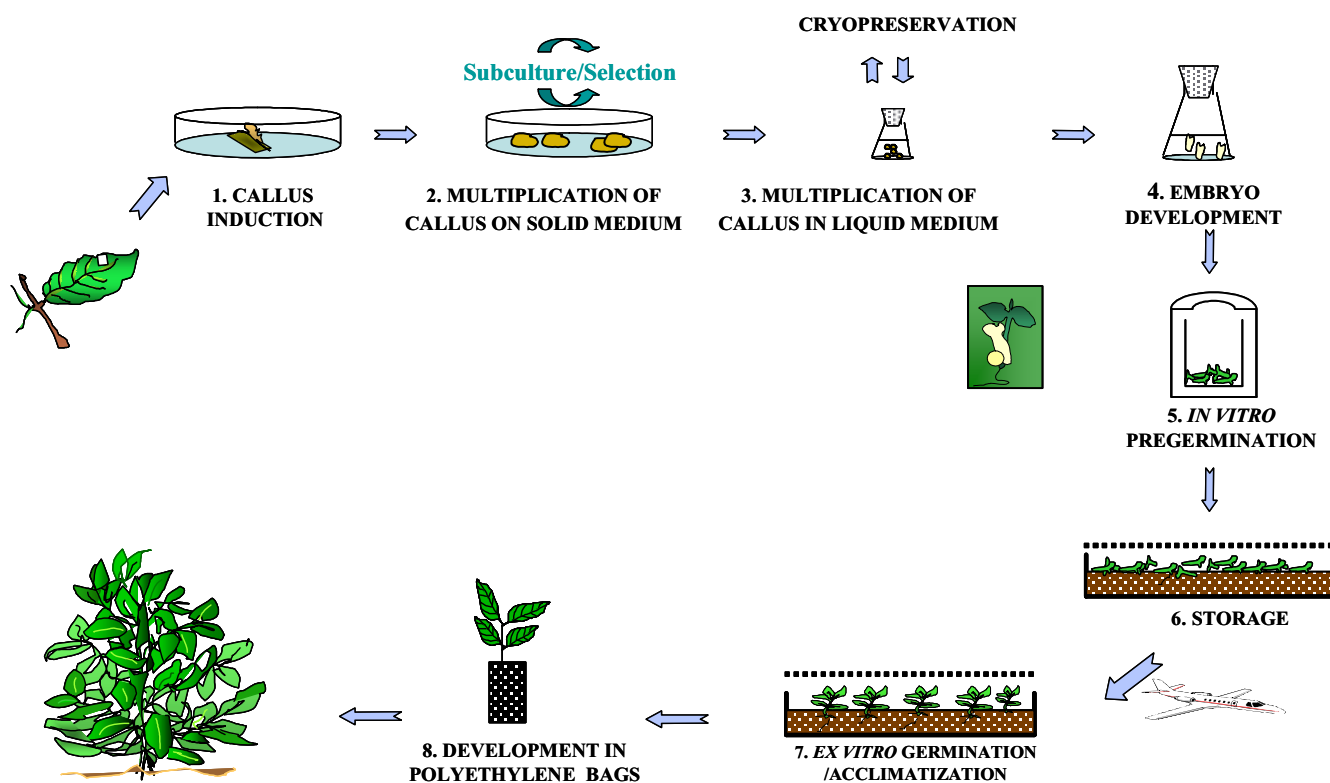 CRYOPRESERVATION
Subculture/Selection
1. CALLUS
INDUCTION
2. MULTIPLICATION OF
CALLUS ON SOLID MEDIUM
3. MULTIPLICATION OF
CALLUS IN LIQUID MEDIUM
4. EMBRYO
DEVELOPMENT
5. IN VITRO
PREGERMINATION
6. STORAGE
7. EX VITRO GERMINATION
/ACCLIMATIZATION
8. DEVELOPMENT IN
POLYETHYLENE BAGS